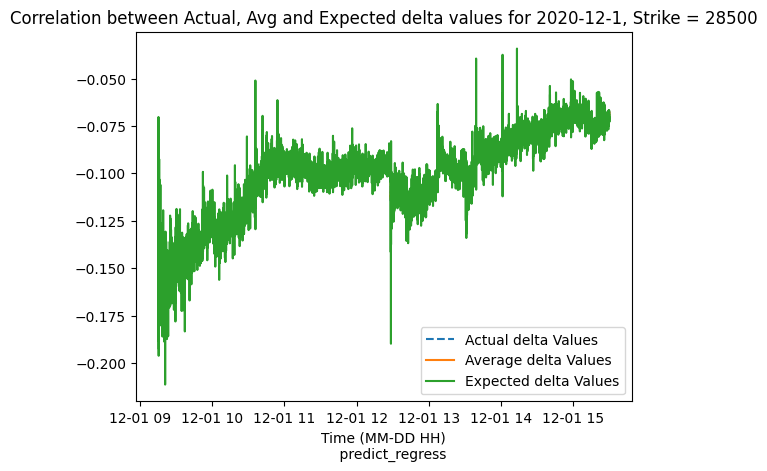 Correlation between Actual, Avg and Expected delta values for 2020-12-1, Strike = 28500
−0.050
−0.075
−0.100
−0.125
−0.150
−0.175
−0.200
Actual delta Values
Average delta Values
Expected delta Values
12-01 09 12-01 10 12-01 11 12-01 12 12-01 13 12-01 14 12-01 15
Time (MM-DD HH)
predict_regress